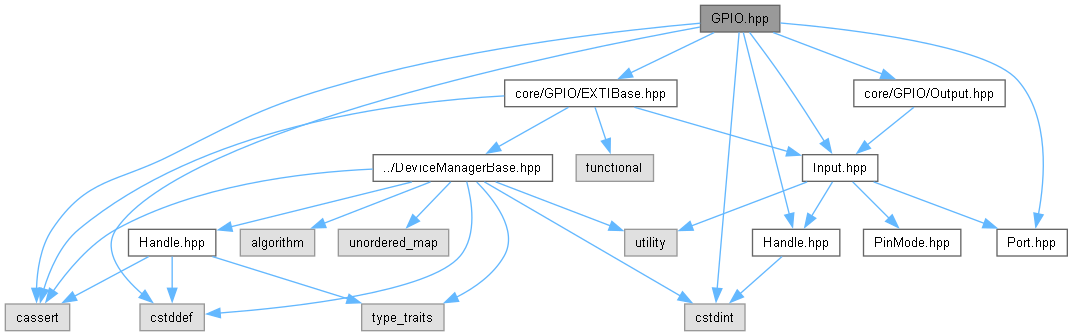 GPIO.hpp
core/GPIO/EXTIBase.hpp
core/GPIO/Output.hpp
../DeviceManagerBase.hpp
functional
Input.hpp
Handle.hpp
algorithm
unordered_map
utility
Handle.hpp
PinMode.hpp
Port.hpp
cassert
cstddef
type_traits
cstdint